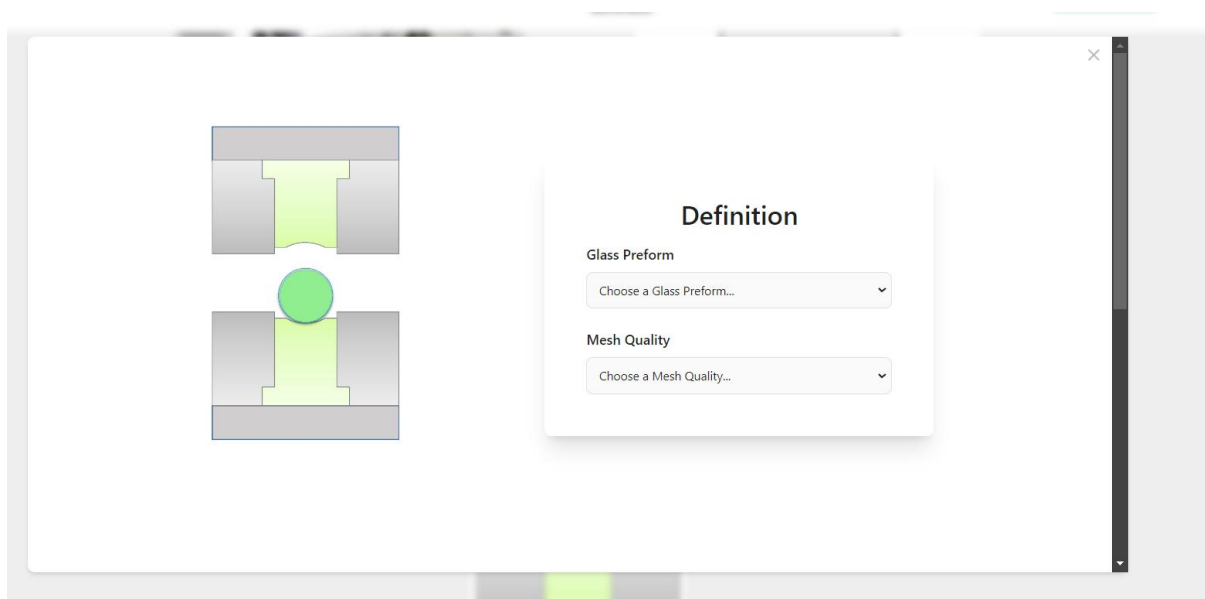 Definition
Glass Preform
Choose a Glass Preform...
Mesh Quality
Choose a Mesh Quality...